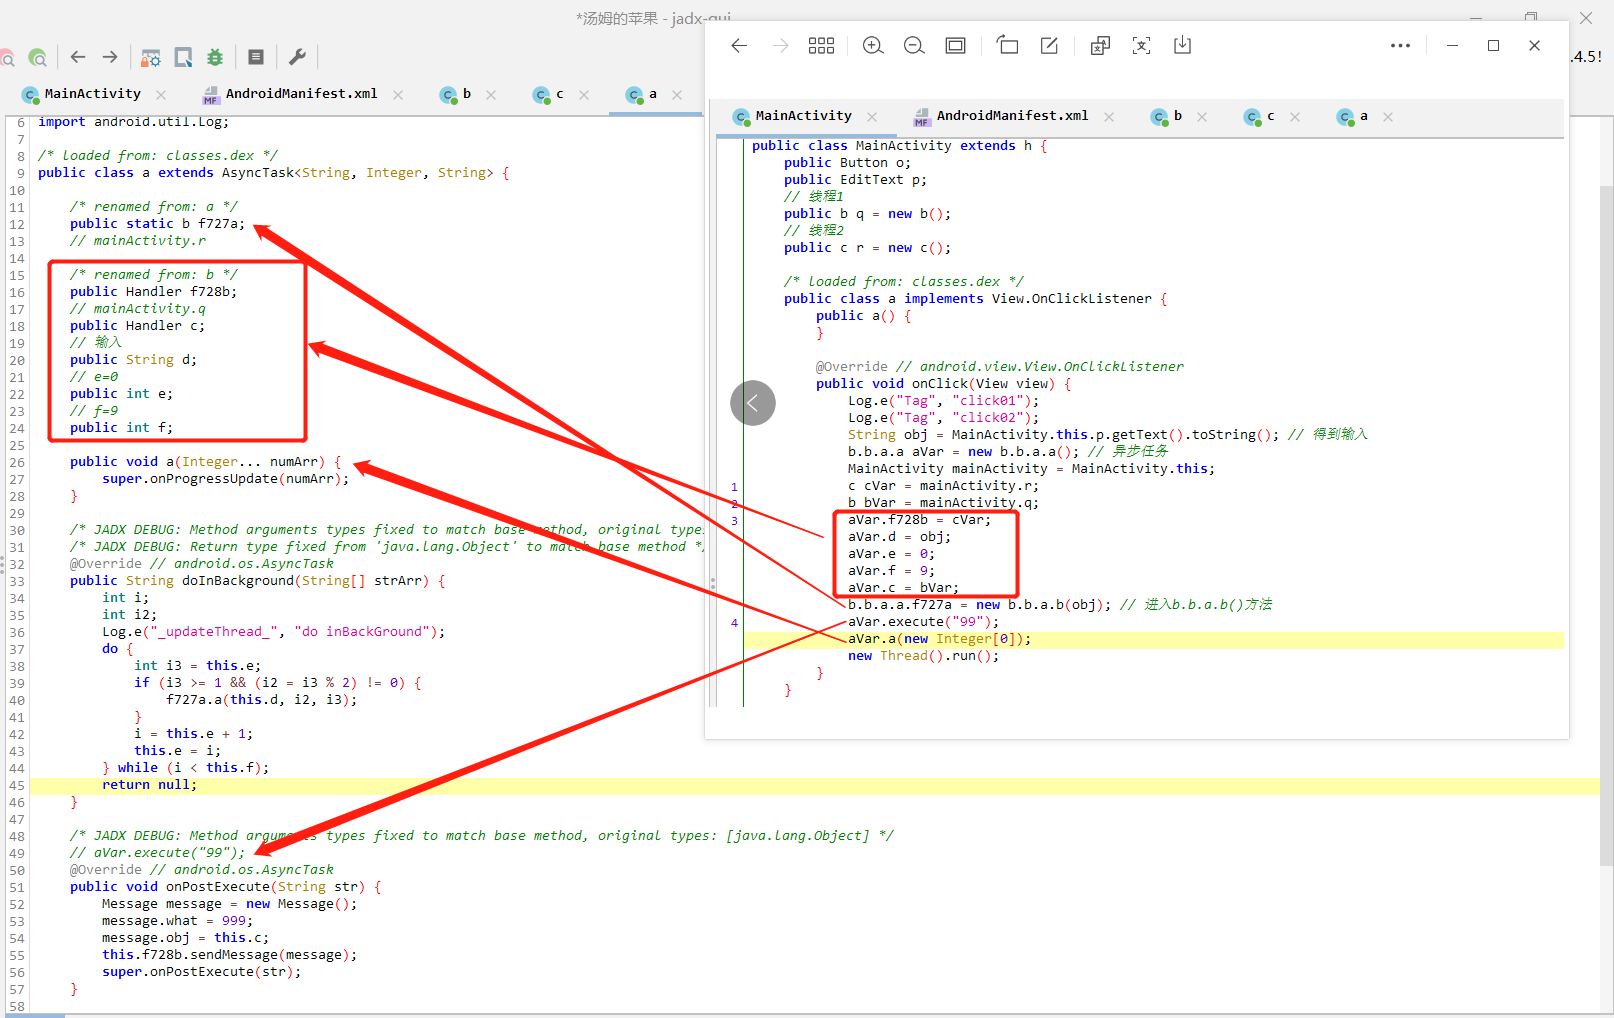 *汤姆的苹果 - jadx-gui
.4.5!
MainActivity
AndroidManifest.xml
b
c
a
6 import android.util.Log;
7
8 /* loaded from: classes.dex */
9 public class a extends AsyncTask<String, Integer, String> {
10
11 /* renamed from: a */
12 public static b f727a;
13 // mainActivity.r
14
15 /* renamed from: b */
16 public Handler f728b;
17 // mainActivity.q
18 public Handler c;
19 // 输入
20 public String d;
21 // e=0
22 public int e;
23 // f=9
24 public int f;
25
26 public void a(Integer... numArr) {
27 super.onProgressUpdate(numArr);
28 }
29
30 /* JADX DEBUG: Method arguments types fixed to match base method, original type
31 /* JADX DEBUG: Return type fixed from 'java.lang.Object' to match base method */
32 @Override // android.os.AsyncTask
33 public String doInBackground(String[] strArr) {
34 int i;
35 int i2;
36 Log.e("_updateThread_", "do inBackGround");
37 do {
38 int i3 = this.e;
39 if (i3 >= 1 && (i2 = i3 % 2) != 0) {
40 f727a.a(this.d, i2, i3);
41 }
42 i = this.e + 1;
43 this.e = i;
44 } while (i < this.f);
45 return null;
46 }
47
48 /* JADX DEBUG: Method arguments types fixed to match base method, original types: [java.lang.Object] */
49 // aVar.execute("99");
50 @Override // android.os.AsyncTask
51 public void onPostExecute(String str) {
52 Message message = new Message();
53 message.what = 999;
54 message.obj = this.c;
55 this.f728b.sendMessage(message);
56 super.onPostExecute(str);
57 }
58
MainActivity
AndroidManifest.xml
b
c
a
public class MainActivity extends h {
public Button o;
public EditText p;
// 线程1
public b q = new b();
// 线程2
public c r = new c();
/* loaded from: classes.dex */
public class a implements View.OnClickListener {
public a() {
}
@Override // android.view.View.OnClickListener
public void onClick(View view) {
Log.e("Tag", "click01");
Log.e("Tag", "click02");
String obj = MainActivity.this.p.getText().toString(); // 得到输入
b.b.a.a aVar = new b.b.a.a(); // 异步任务
MainActivity mainActivity = MainActivity.this;
1 c cVar = mainActivity.r;
2 b bVar = mainActivity.q;
3 aVar.f728b = cVar;
aVar.d = obj;
aVar.e = 0;
aVar.f = 9;
aVar.c = bVar;
b.b.a.a.f727a = new b.b.a.b(obj); // 进入b.b.a.b()方法
4 aVar.execute("99");
aVar.a(new Integer[0]);
new Thread().run();
}
}